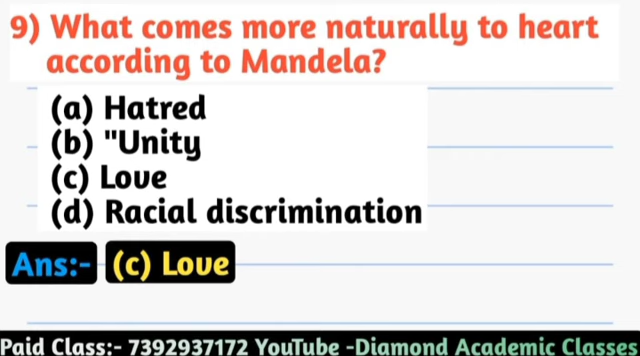 9) What comes more naturally to heart
according to Mandela?
(a) Hatred
(b) "Unity
(c) Love
(d) Racial discrimination
Ans:- (c) Love
Paid Class:- 7392937172 YouTube -Diamond Academic Classes